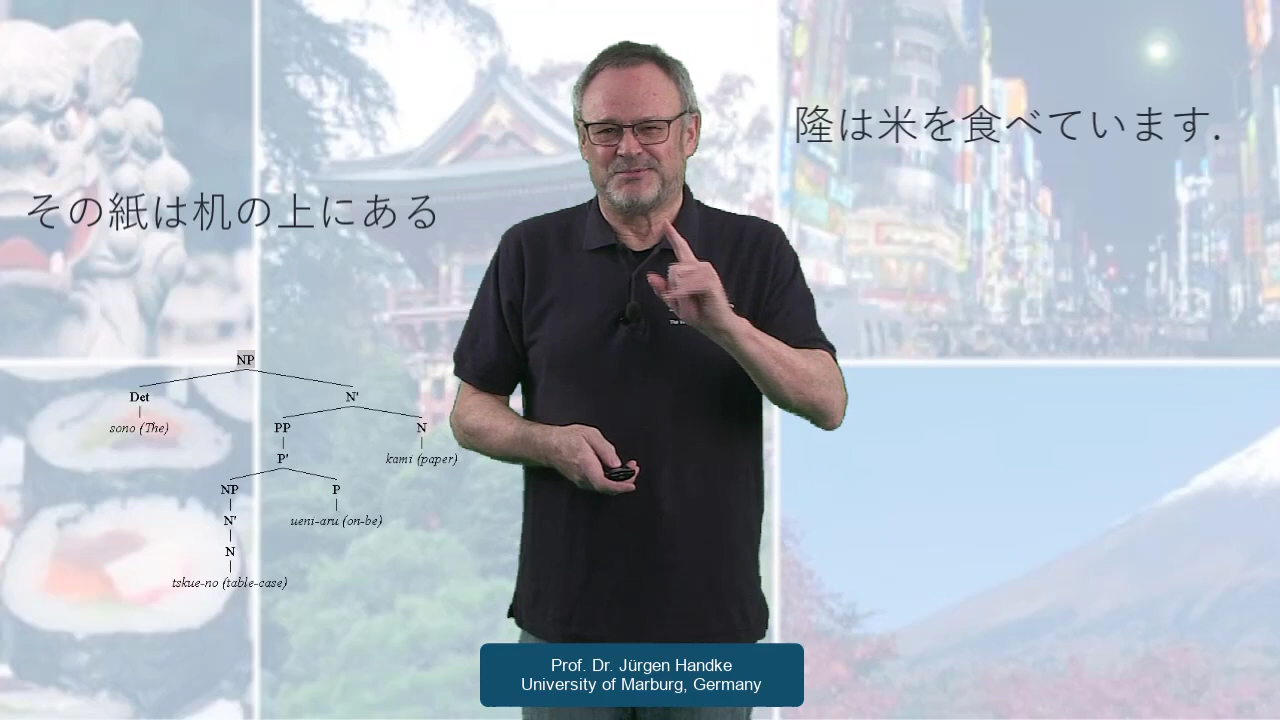 隆は米を食べています.
その紙は机の上にある
NP
Det N'
sono (The) PP N
P' kami (paper)
NP P
N' ueni-aru (on-be)
N
tskue-no (table-case)
Prof. Dr. Jürgen Handke
University of Marburg, Germany